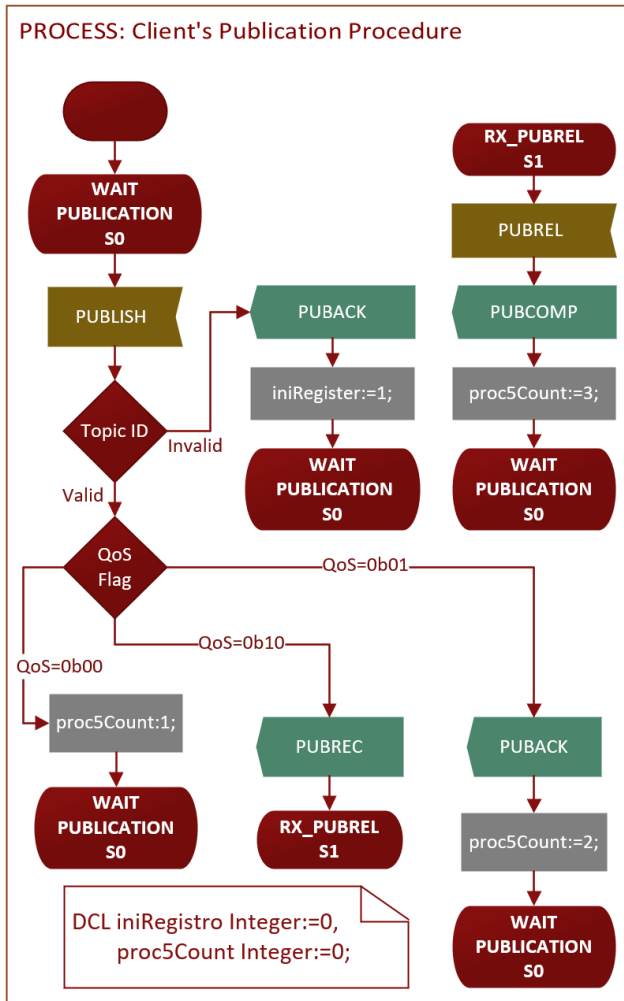 PROCESS: Client's Publication Procedure
WAIT
PUBLICATION
S0
PUBLISH
Topic ID
Invalid
Valid
PUBACK
iniRegister:=1;
WAIT
PUBLICATION
S0
RX_PUBREL
S1
PUBREL
PUBCOMP
proc5Count:=3;
WAIT
PUBLICATION
S0
QoS
Flag
QoS=0b01
QoS=0b10
QoS=0b00
proc5Count:1;
WAIT
PUBLICATION
S0
PUBREC
RX_PUBREL
S1
PUBACK
proc5Count:=2;
WAIT
PUBLICATION
S0
DCL iniRegistro Integer:=0,
proc5Count Integer:=0;